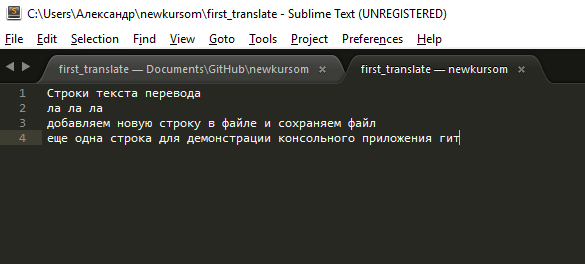 C:\Users\Александр\newkursom\first_translate - Sublime Text (UNREGISTERED)
File Edit Selection Find View Goto Tools Project Preferences Help
first_translate — Documents\GitHub\newkursom × first_translate — newkursom ×
1 Строки текста перевода
2 ла ла ла
3 добавляем новую строку в файле и сохраняем файл
4 еще одна строка для демонстрации консольного приложения гит